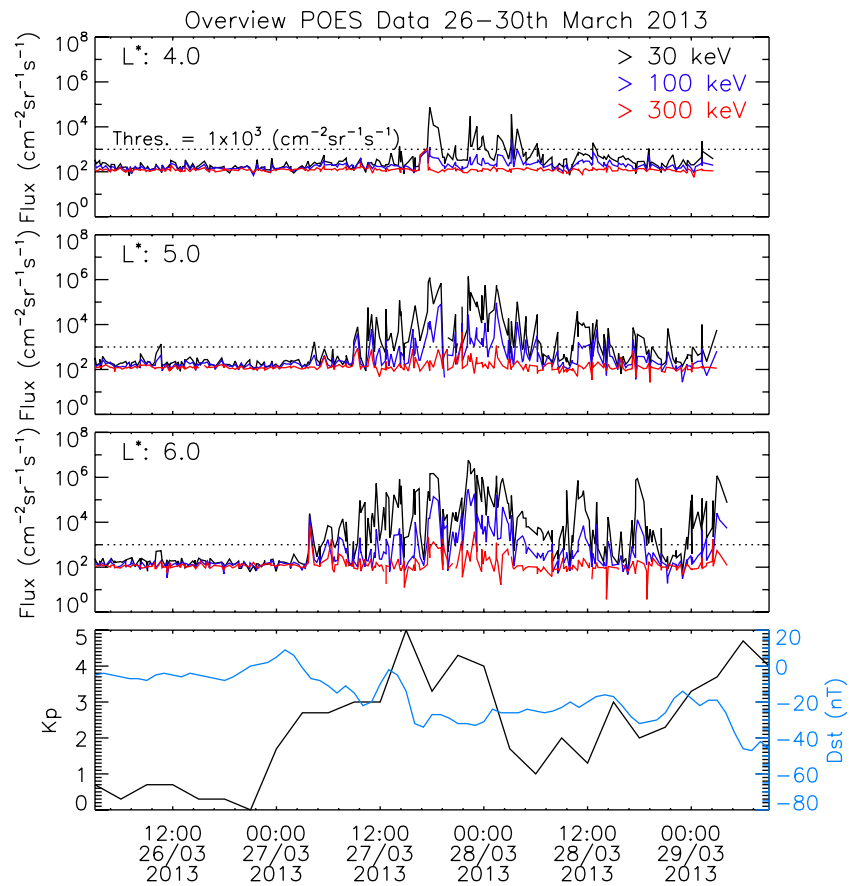 Overview POES Data 26−30th March 2013
Flux (cm⁻²sr⁻¹s⁻¹)
10⁸
10⁶
10⁴
10²
10⁰
L*: 4.0
> 30 keV
> 100 keV
> 300 keV
Thres. = 1x10³ (cm⁻²sr⁻¹s⁻¹)
Flux (cm⁻²sr⁻¹s⁻¹)
10⁸
10⁶
10⁴
10²
10⁰
L*: 5.0
Flux (cm⁻²sr⁻¹s⁻¹)
10⁸
10⁶
10⁴
10²
10⁰
L*: 6.0
Kp
5
4
3
2
1
0
20
0
−20
−40
−60
−80
Dst (nT)
12:00 00:00 12:00 00:00 12:00 00:00
26/03 27/03 27/03 28/03 28/03 29/03
2013 2013 2013 2013 2013 2013